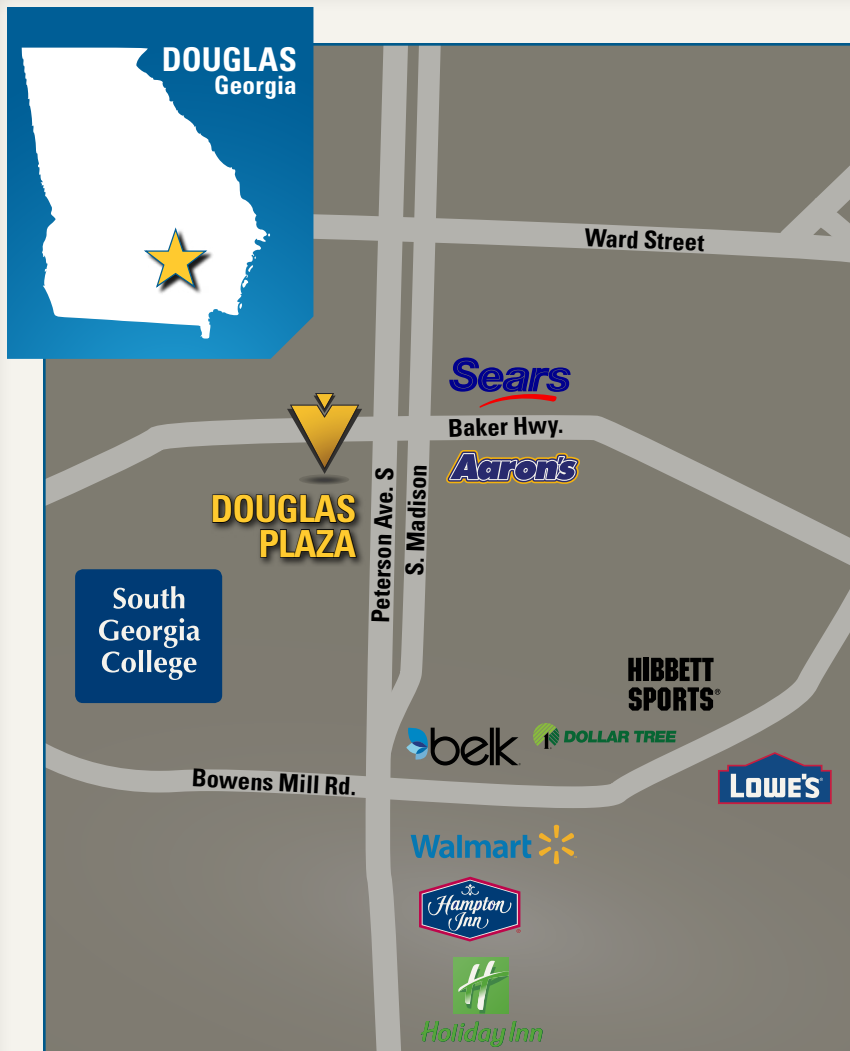 DOUGLAS
Georgia
Ward Street
Sears
Baker Hwy.
Aaron's
DOUGLAS
PLAZA
Peterson Ave. S
S. Madison
South
Georgia
College
HIBBETT
SPORTS®
belk
DOLLAR TREE
LOWE'S
Bowens Mill Rd.
Walmart
Hampton
Inn
H
Holiday Inn